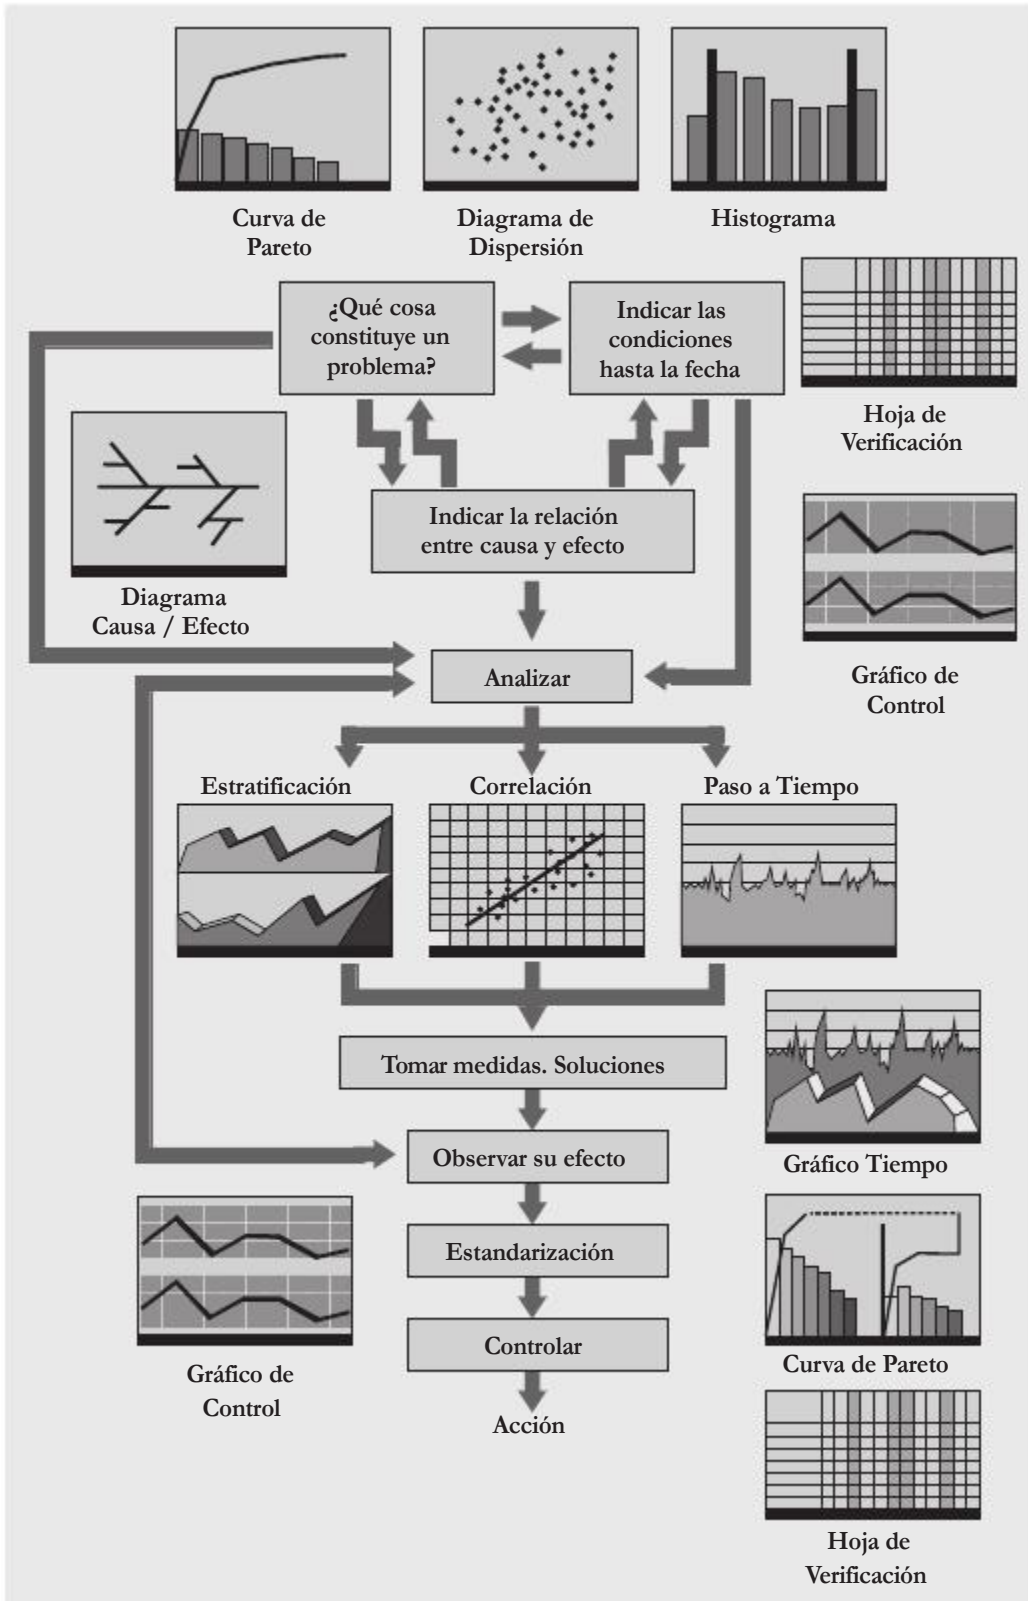 Curva de
Pareto
Diagrama de
Dispersión
Histograma
¿Qué cosa
constituye un
problema?
Indicar las
condiciones
hasta la fecha
Hoja de
Verificación
Indicar la relación
entre causa y efecto
Diagrama
Causa / Efecto
Gráfico de
Control
Analizar
Estratificación
Correlación
Paso a Tiempo
Tomar medidas. Soluciones
Gráfico Tiempo
Observar su efecto
Estandarización
Controlar
Acción
Gráfico de
Control
Curva de Pareto
Hoja de
Verificación